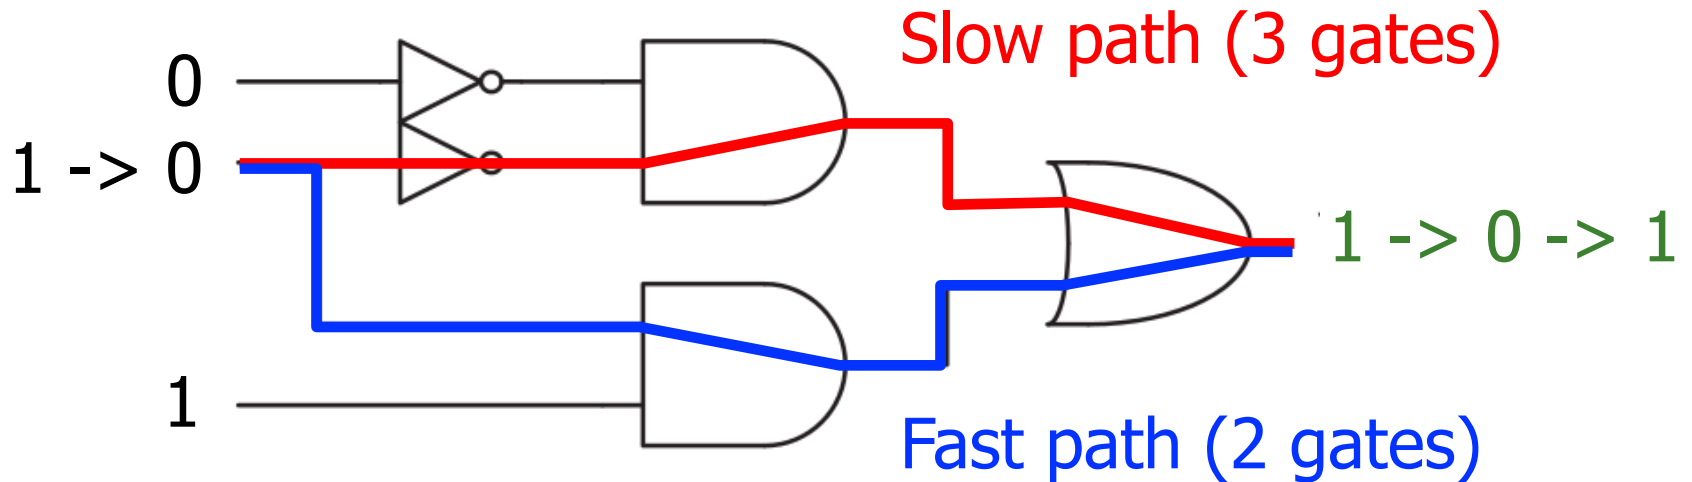 Slow path (3 gates)
0
1 -> 0
1 -> 0 -> 1
1
Fast path (2 gates)